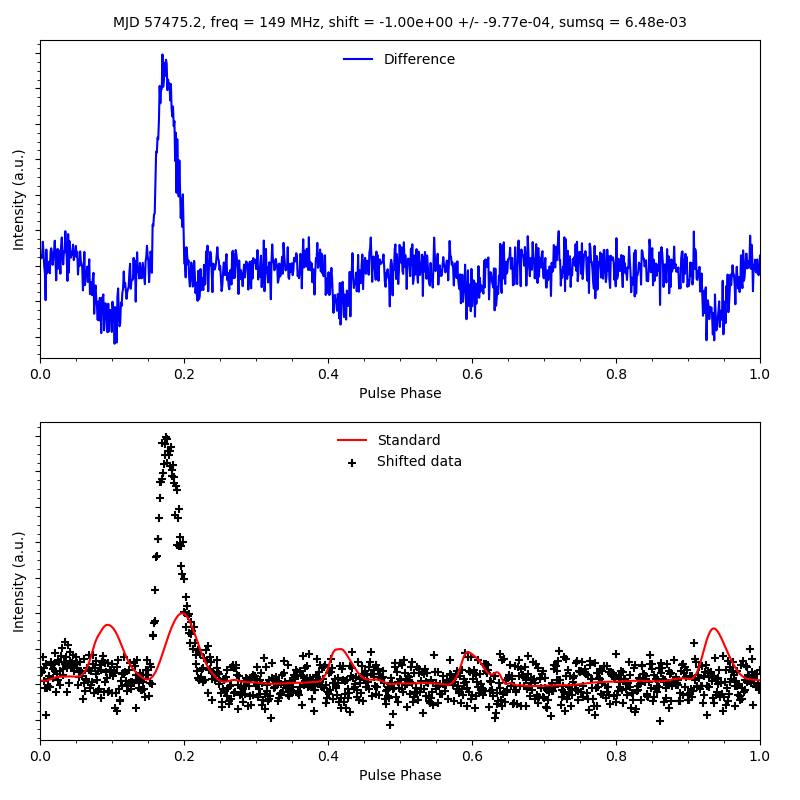 MJD 57475.2, freq = 149 MHz, shift = -1.00e+00 +/- -9.77e-04, sumsq = 6.48e-03
Difference
Intensity (a.u.)
0.0 0.2 0.4 0.6 0.8 1.0
Pulse Phase
Standard
Shifted data
Intensity (a.u.)
0.0 0.2 0.4 0.6 0.8 1.0
Pulse Phase